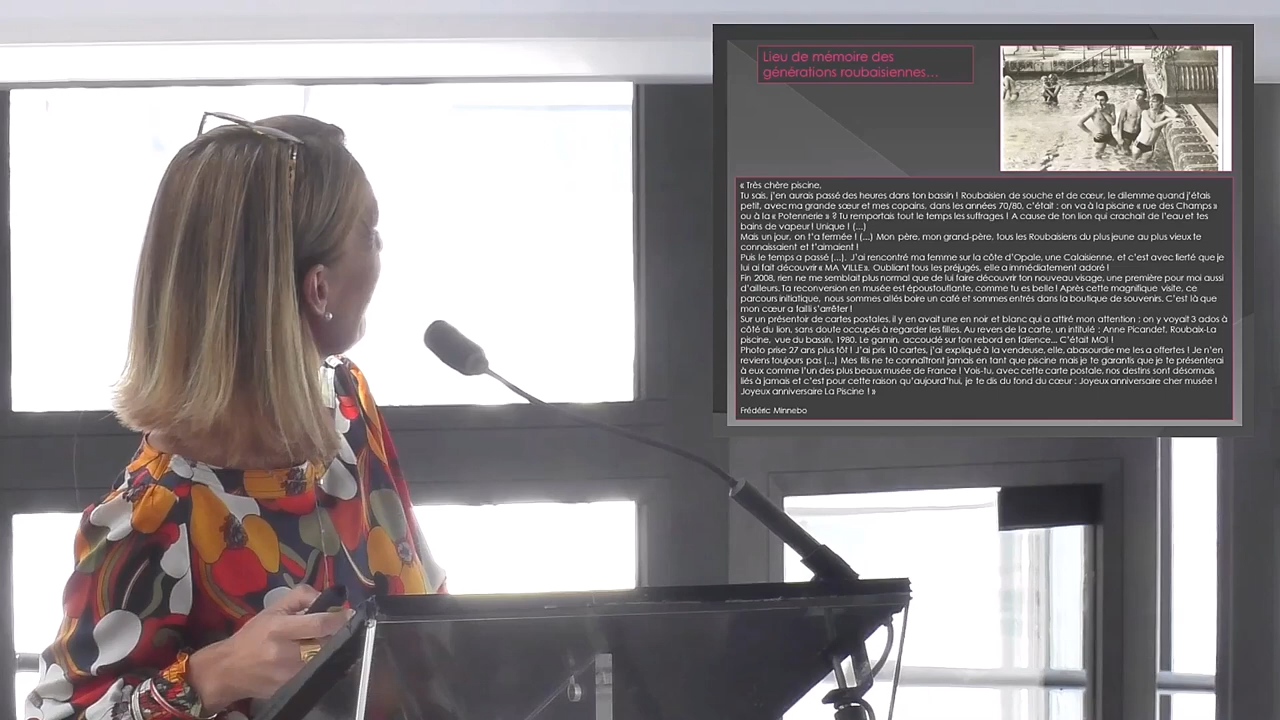 Lieu de mémoire des
générations roubaisiennes...
« Très chère piscine,
Tu sais, j'en aurais passé des heures dans ton bassin ! Roubaisien de souche et de cœur, le dilemme quand j'étais
petit, avec ma grande sœur et mes copains, dans les années 70/80, c'était : on va à la piscine « rue des Champs »
ou à la « Potennerie » ? Tu remportais tout le temps les suffrages ! A cause de ton lion qui crachait de l'eau et tes
bains de vapeur ! Unique ! (...)
Mais un jour, on t'a fermée ! (...) Mon père, mon grand-père, tous les Roubaisiens du plus jeune au plus vieux te
connaissaient et t'aimaient !
Puis le temps a passé (...). J'ai rencontré ma femme sur la côte d'Opale, une Calaisienne, et c'est avec fierté que je
lui ai fait découvrir « MA VILLE ». Oubliant tous les préjugés, elle a immédiatement adoré !
Fin 2008, rien ne me semblait plus normal que de lui faire découvrir ton nouveau visage, une première pour moi aussi
d'ailleurs. Ta reconversion en musée est époustouflante, comme tu es belle ! Après cette magnifique visite, ce
parcours initiatique, nous sommes allés boire un café et sommes entrés dans la boutique de souvenirs. C'est là que
mon cœur a failli s'arrêter !
Sur un présentoir de cartes postales, il y en avait une en noir et blanc qui a attiré mon attention : on y voyait 3 ados à
côté du lion, sans doute occupés à regarder les filles. Au revers de la carte, un intitulé : Anne Picandet, Roubaix-La
piscine, vue du bassin, 1980. Le gamin, accoudé sur ton rebord en faïence... C'était MOI !
Photo prise 27 ans plus tôt ! J'ai pris 10 cartes, j'ai expliqué à la vendeuse, elle, abasourdie me les a offertes ! Je n'en
reviens toujours pas (...) Mes fils ne te connaîtront jamais en tant que piscine mais je te garantis que je te présenterai
à eux comme l'un des plus beaux musée de France ! Vois-tu, avec cette carte postale, nos destins sont désormais
liés à jamais et c'est pour cette raison qu'aujourd'hui, je te dis du fond du cœur : Joyeux anniversaire cher musée !
Joyeux anniversaire La Piscine ! »
Frédéric Minnebo